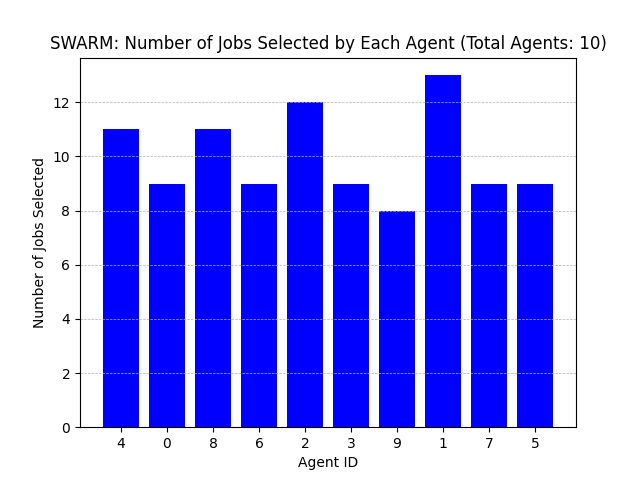 SWARM: Number of Jobs Selected by Each Agent (Total Agents: 10)
12
10
8
6
4
2
0
Number of Jobs Selected
4 0 8 6 2 3 9 1 7 5
Agent ID